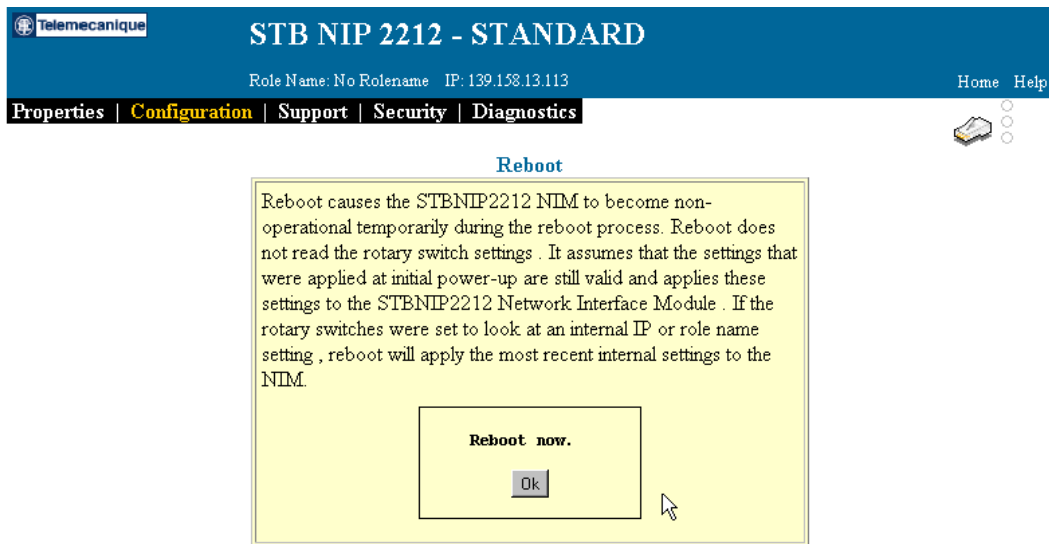 Telemecanique
STB NIP 2212 - STANDARD
Role Name: No Rolename IP: 139.158.13.113
Home Help
Properties | Configuration | Support | Security | Diagnostics
Reboot
Reboot causes the STBNIP2212 NIM to become non-
operational temporarily during the reboot process. Reboot does
not read the rotary switch settings . It assumes that the settings that
were applied at initial power-up are still valid and applies these
settings to the STBNIP2212 Network Interface Module . If the
rotary switches were set to look at an internal IP or role name
setting , reboot will apply the most recent internal settings to the
NIM.
Reboot now.
Ok